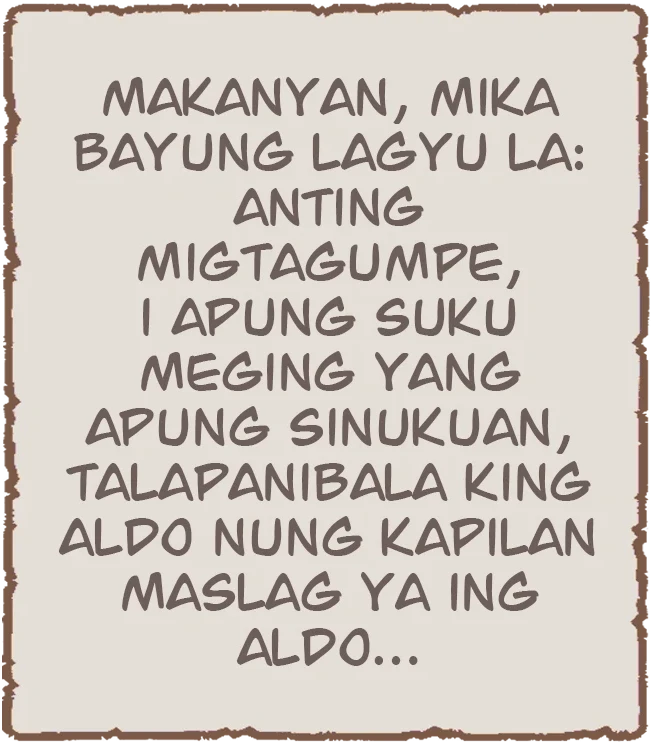 MAKANYAN, MIKA
BAYUNG LAGYU LA:
ANTING
MIGTAGUMPE,
I APUNG SUKU
MEGING YANG
APUNG SINUKUAN,
TALAPANIBALA KING
ALDO NUNG KAPILAN
MASLAG YA ING
ALDO...